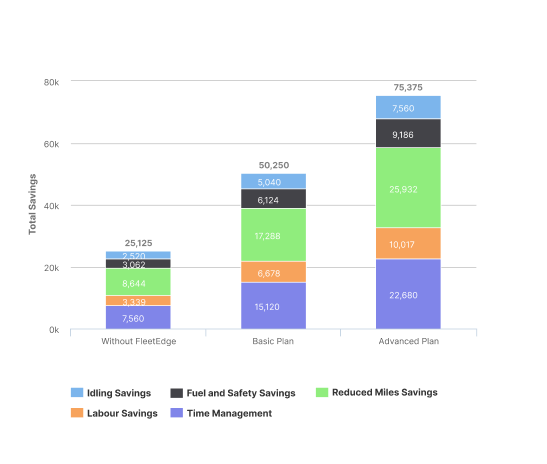 80k
75,375
7,560
9,186
60k
50,250
25,932
5,040
6,124
40k
Total Savings
17,288
25,125
10,017
2,520
6,678
3,062
20k
8,644
22,680
15,120
3,339
7,560
0k
Without FleetEdge Basic Plan Advanced Plan
Idling Savings Fuel and Safety Savings Reduced Miles Savings
Labour Savings Time Management